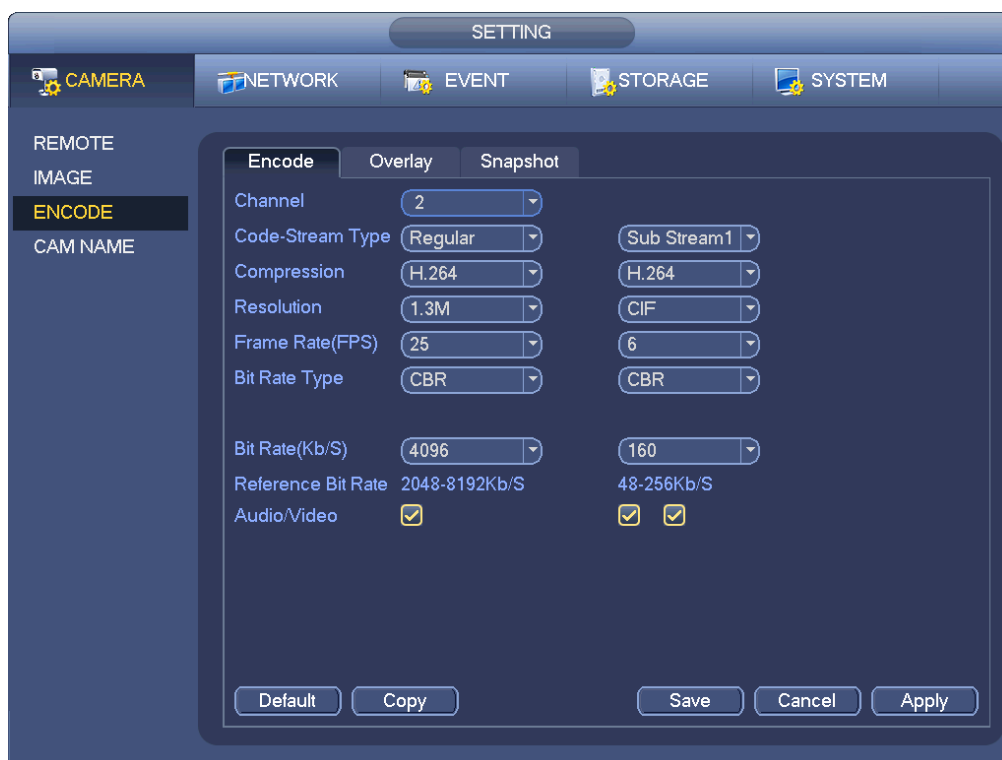 SETTING
CAMERA NETWORK EVENT STORAGE SYSTEM
REMOTE
IMAGE
ENCODE
CAM NAME
Encode Overlay Snapshot
Channel 2
Code-Stream Type Regular Sub Stream1
Compression H.264 H.264
Resolution 1.3M CIF
Frame Rate(FPS) 25 6
Bit Rate Type CBR CBR
Bit Rate(Kb/S) 4096 160
Reference Bit Rate 2048-8192Kb/S 48-256Kb/S
Audio/Video
Default Copy Save Cancel Apply